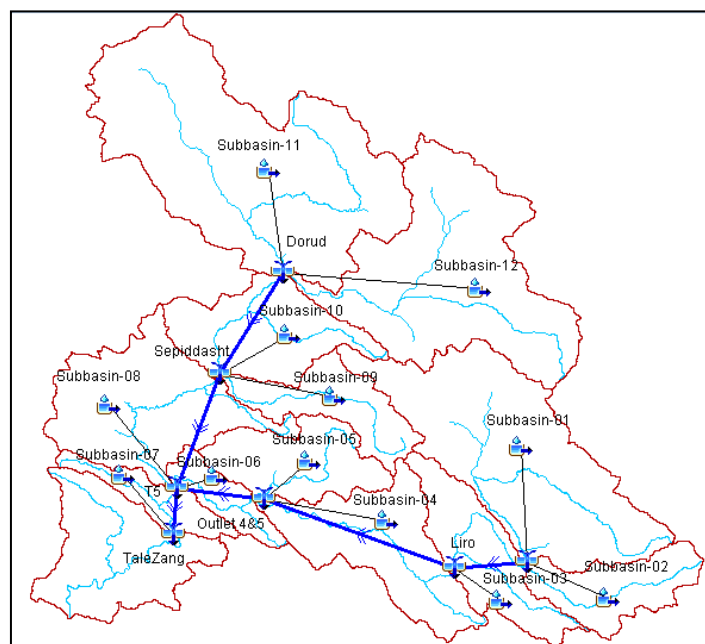 Subbasin-11
Dorud
Subbasin-12
Subbasin-10
Sepiddasht
Subbasin-09
Subbasin-08
Subbasin-01
Subbasin-05
Subbasin-07
Subbasin-06
T5
Subbasin-04
Outlet 4&5
Liro
TaleZang
Subbasin-03
Subbasin-02